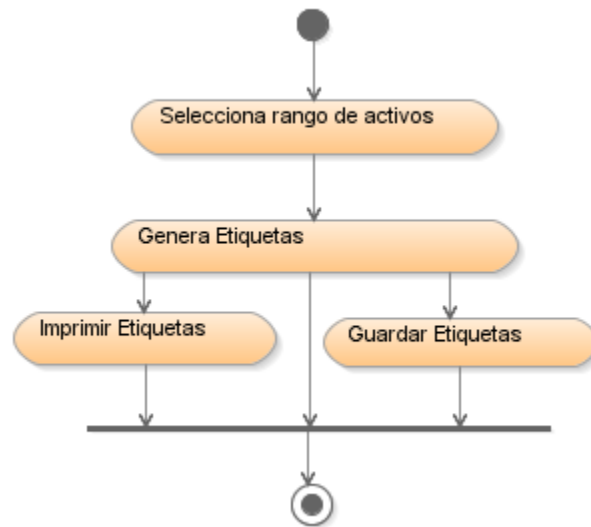 Selecciona rango de activos
Genera Etiquetas
Imprimir Etiquetas
Guardar Etiquetas